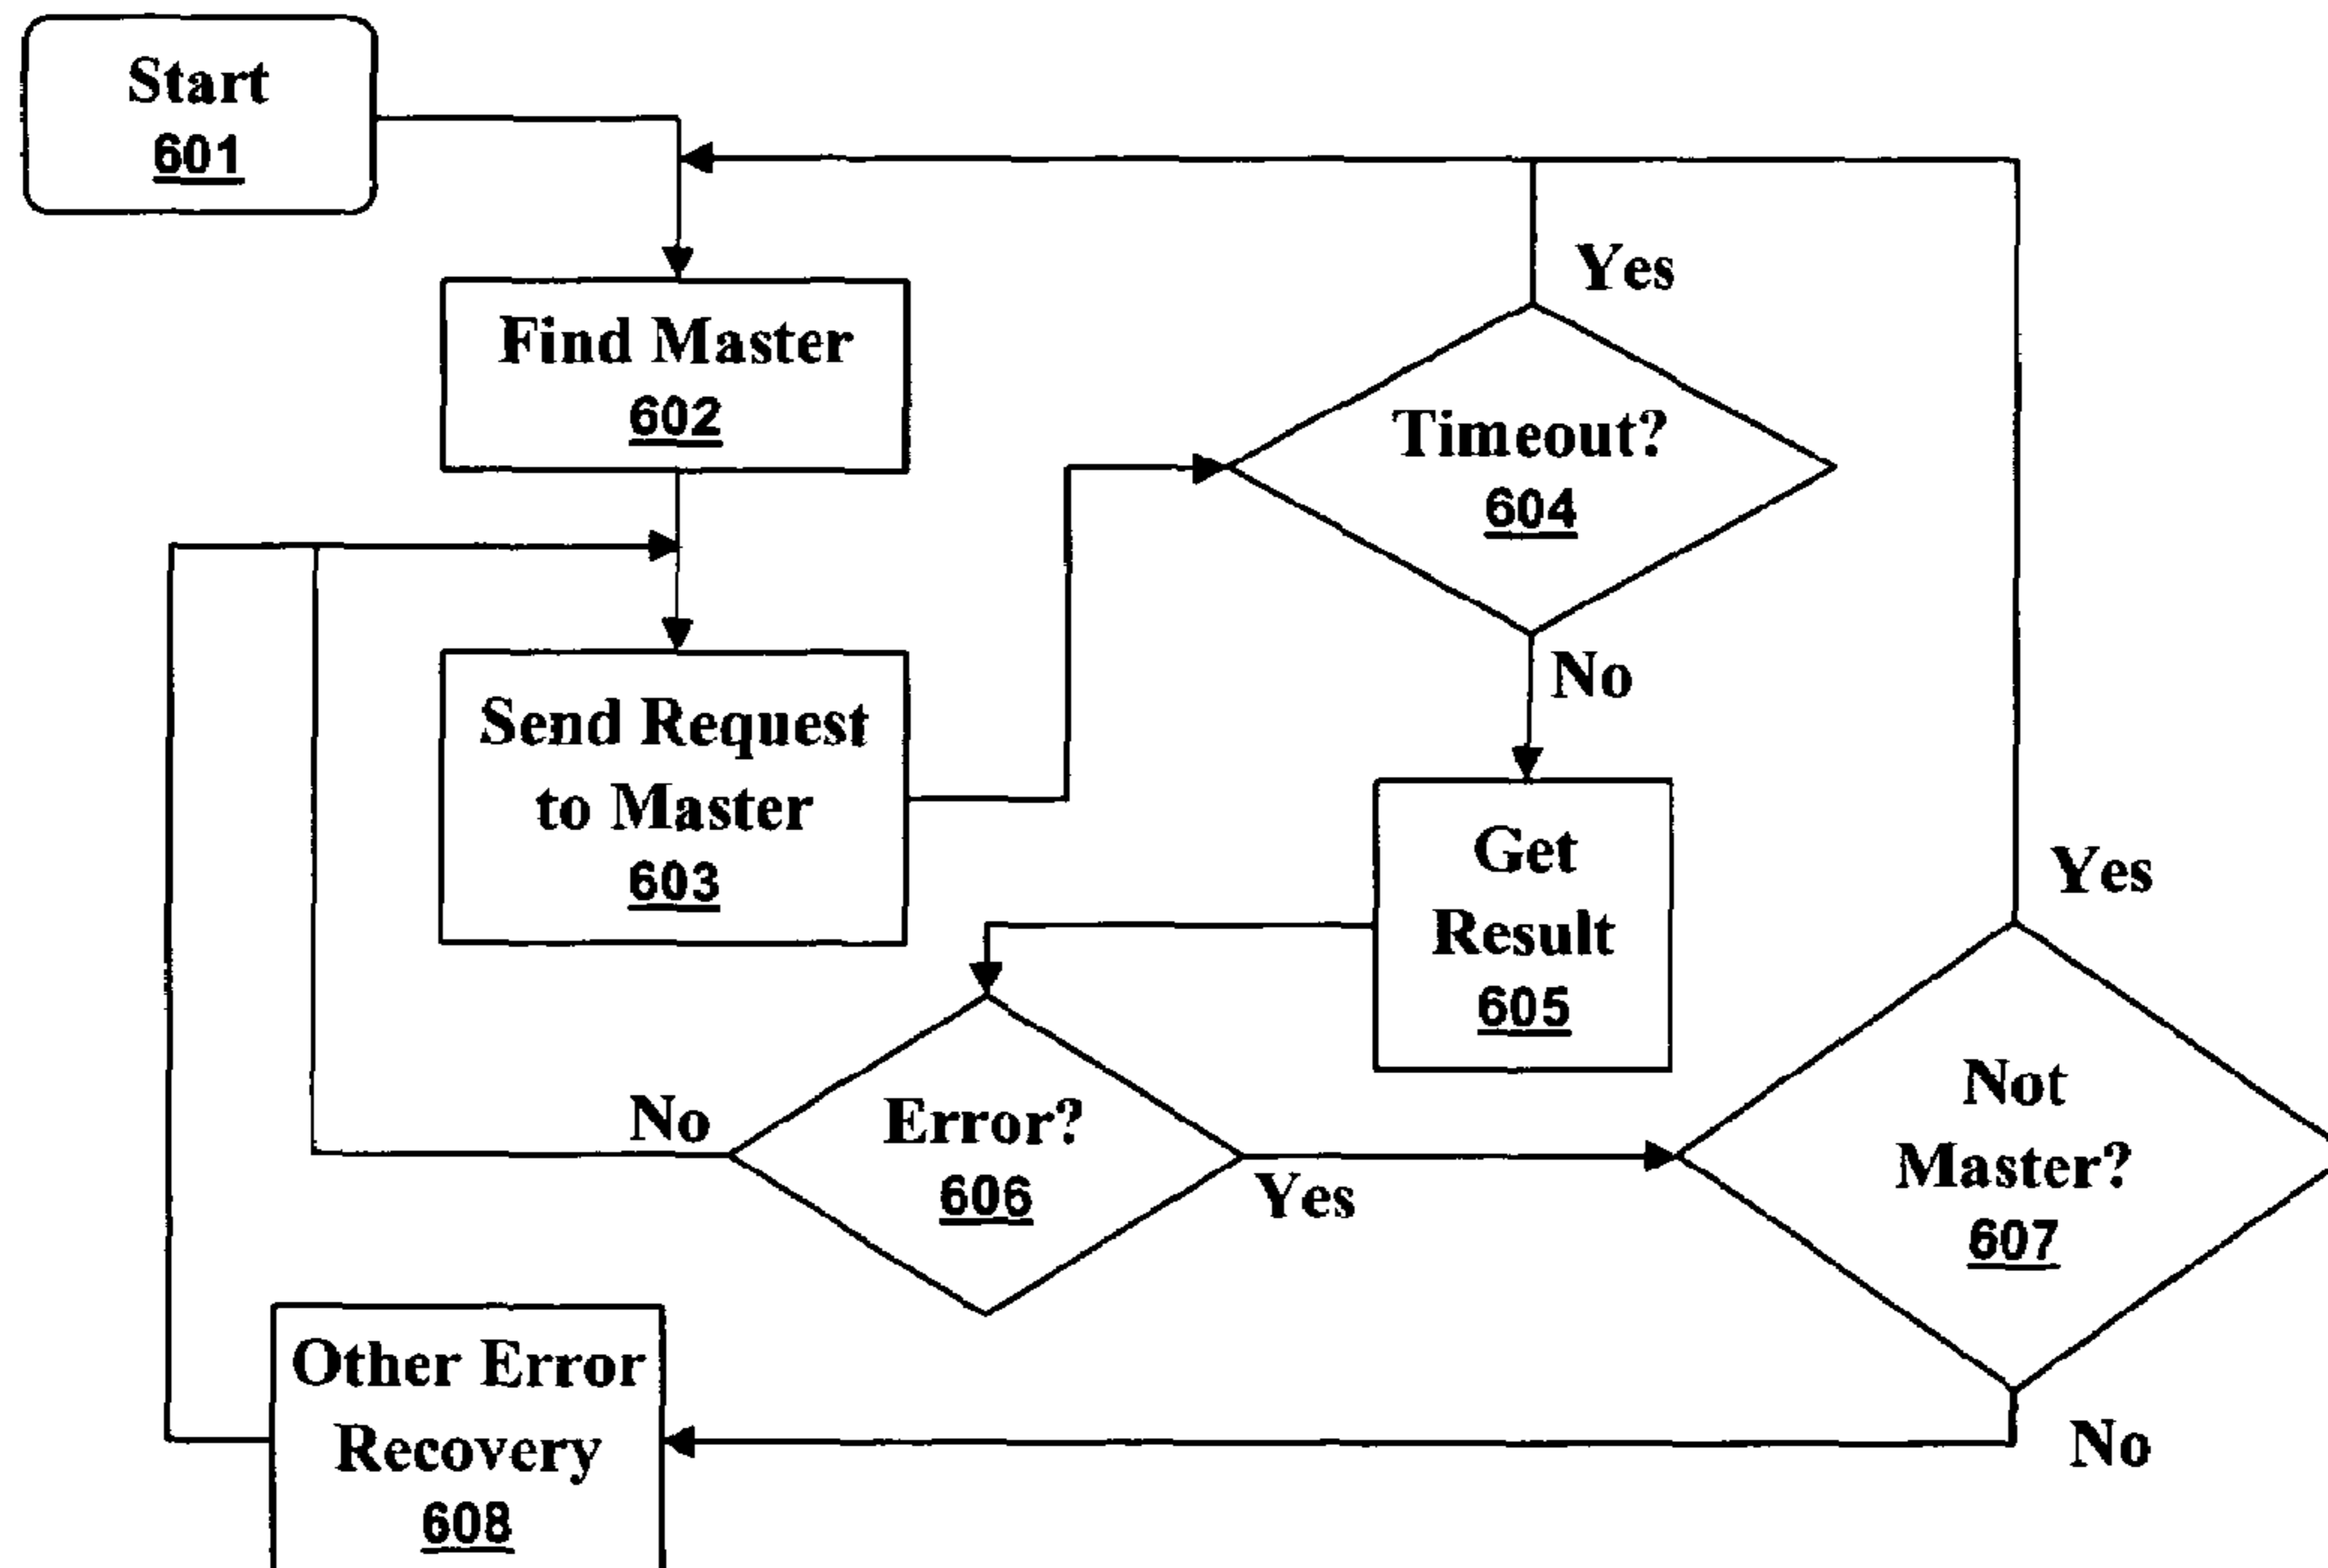 Start
601
Find Master
602
Yes
Timeout?
604
No
Send Request
to Master
603
Get
Result
605
Yes
No
Error?
606
Yes
Not
Master?
607
No
Other Error
Recovery
608